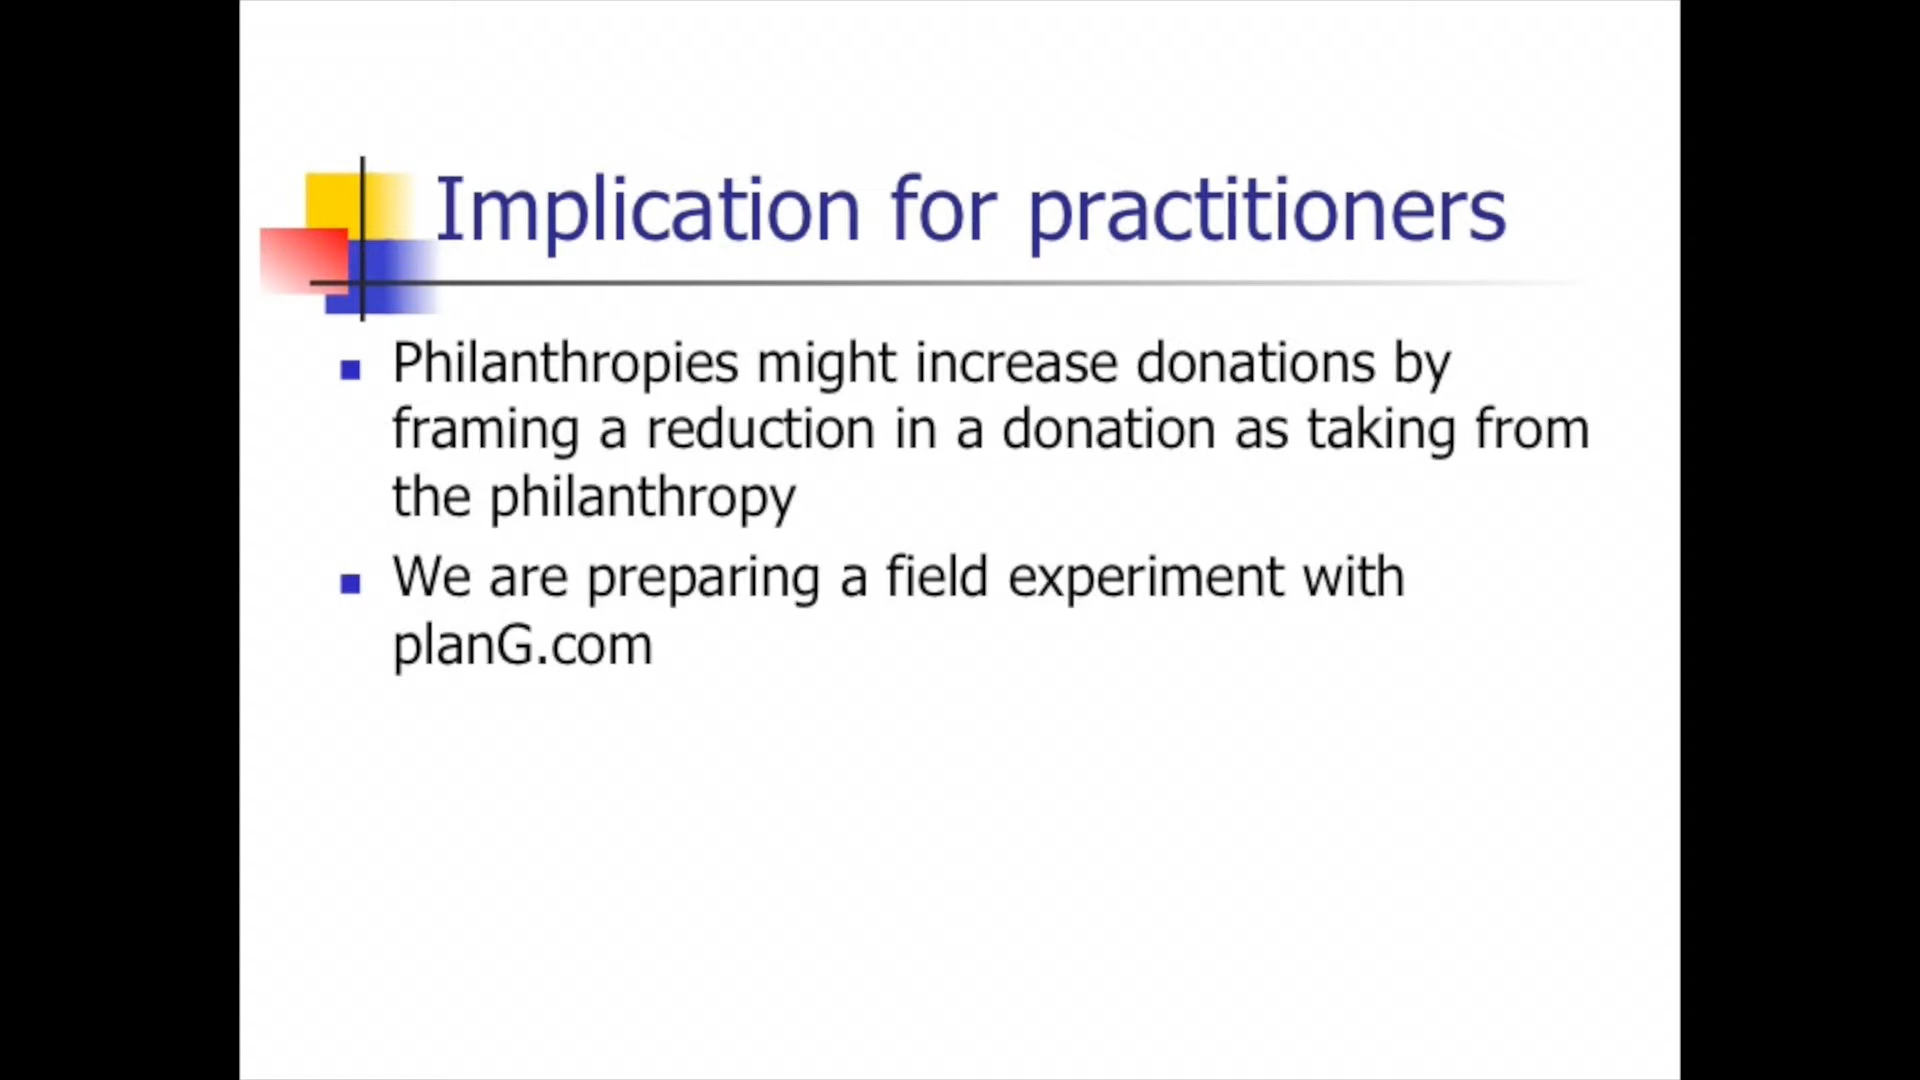 Implication for practitioners
Philanthropies might increase donations by
framing a reduction in a donation as taking from
the philanthropy
We are preparing a field experiment with
planG.com